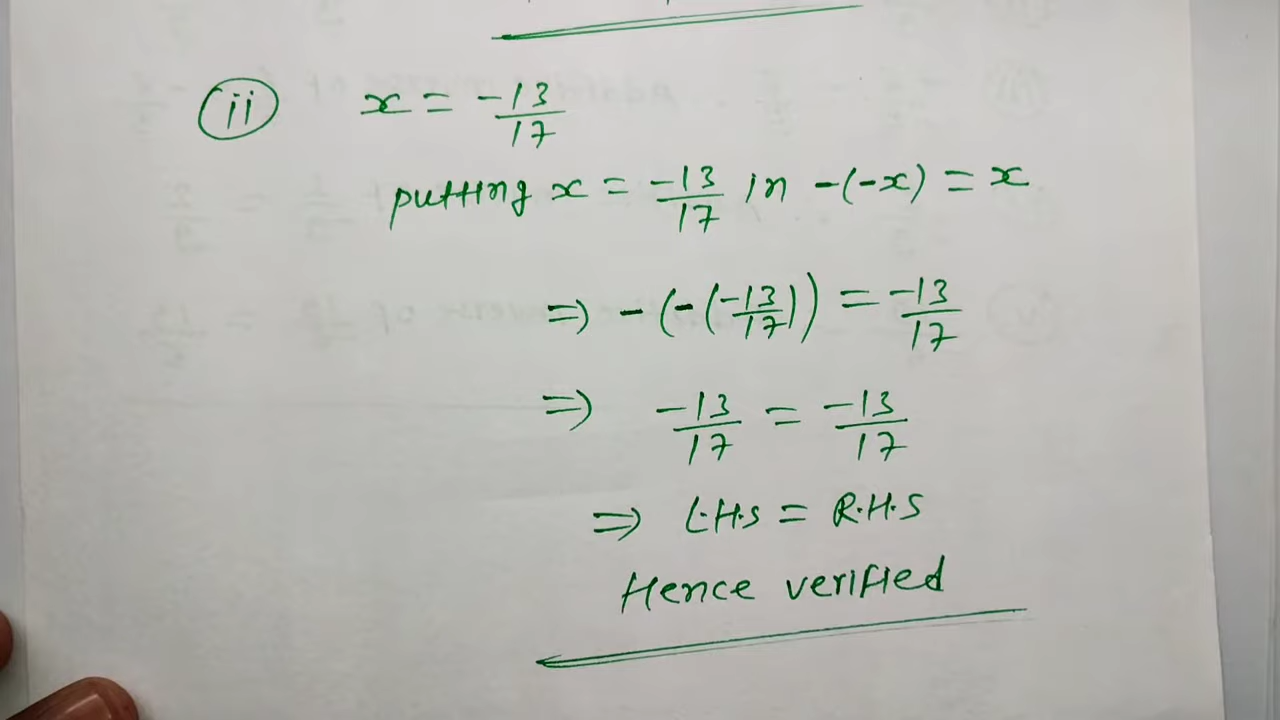 (ii) x = -13/17
putting x = -13/17 in -(-x) = x
⇒ -(-(-13/17)) = -13/17
⇒ -13/17 = -13/17
⇒ L.H.S = R.H.S
Hence verified